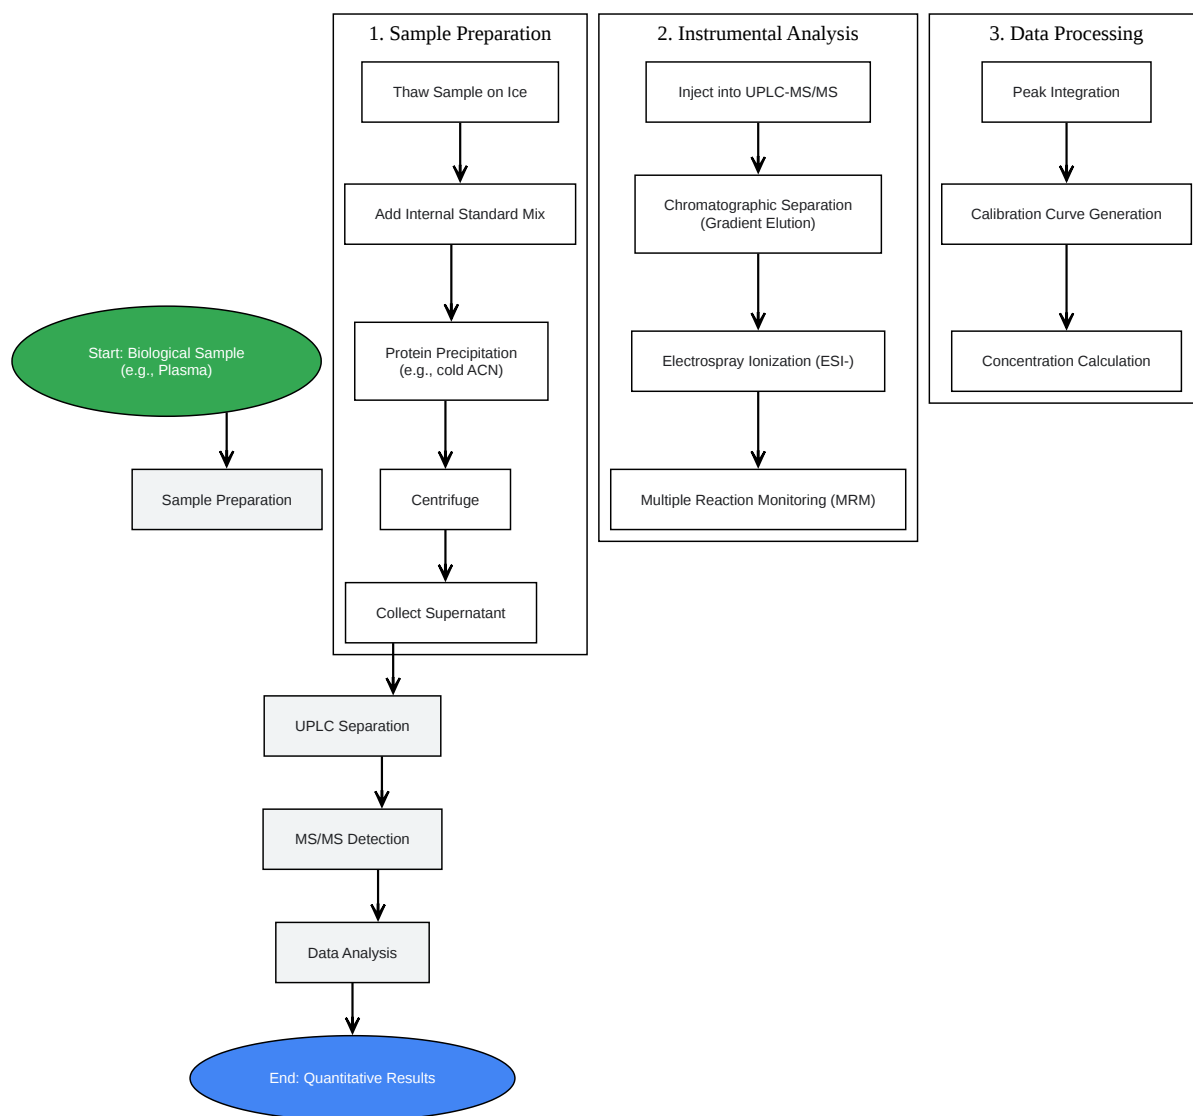 1. Sample Preparation
Thaw Sample on Ice
Add Internal Standard Mix
Protein Precipitation
(e.g., cold ACN)
Centrifuge
Collect Supernatant
2. Instrumental Analysis
Inject into UPLC-MS/MS
Chromatographic Separation
(Gradient Elution)
Electrospray Ionization (ESI-)
Multiple Reaction Monitoring (MRM)
3. Data Processing
Peak Integration
Calibration Curve Generation
Concentration Calculation
Start: Biological Sample
(e.g., Plasma)
Sample Preparation
UPLC Separation
MS/MS Detection
Data Analysis
End: Quantitative Results